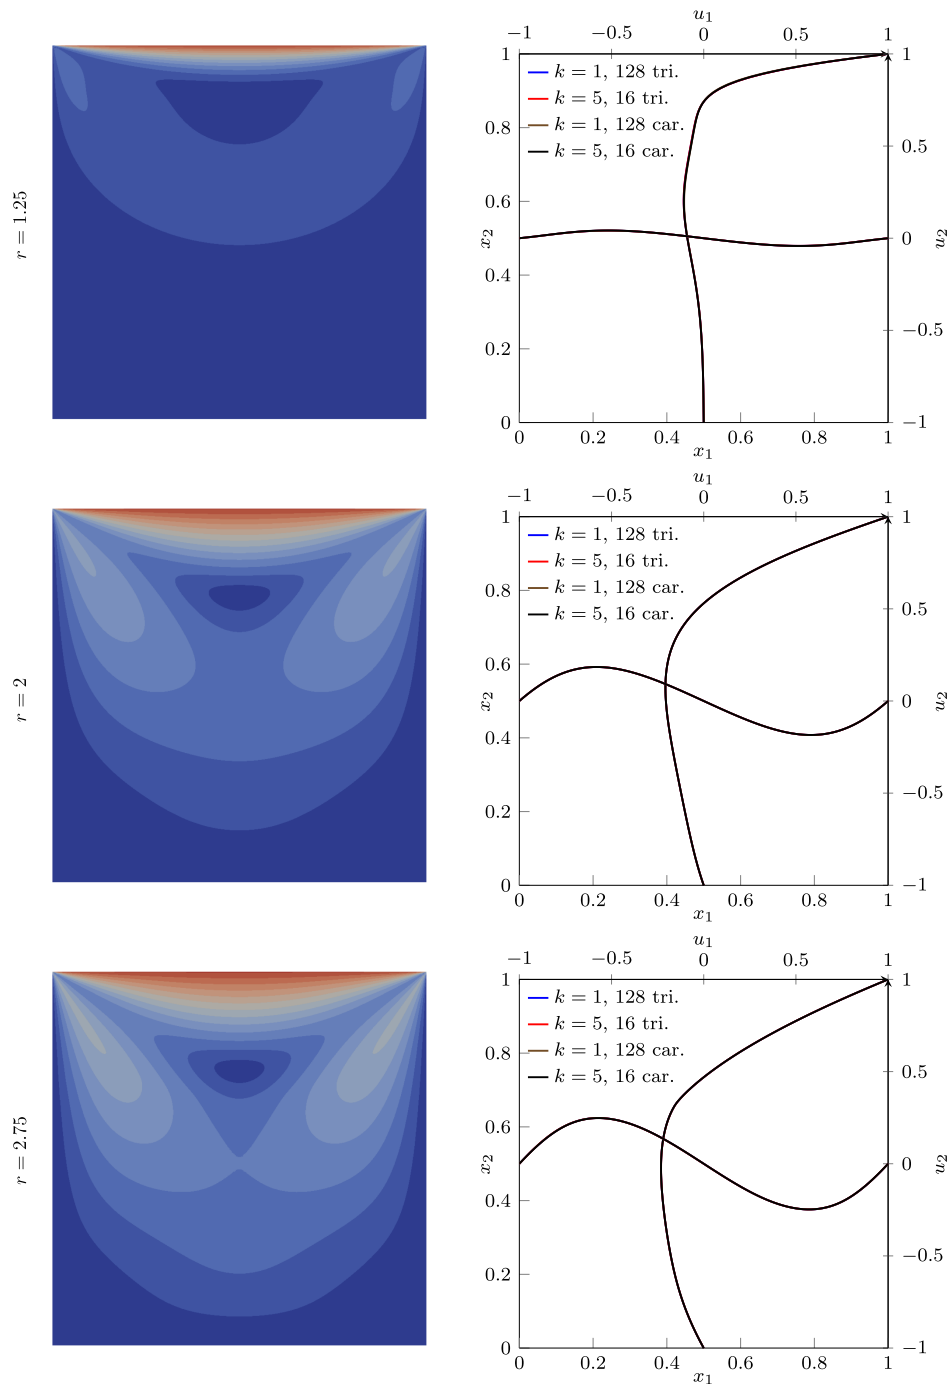 r = 1.25
u₁
−1 −0.5 0 0.5 1
k = 1, 128 tri.
k = 5, 16 tri.
k = 1, 128 car.
k = 5, 16 car.
1
0.8
0.6
0.4
0.2
0
x₂
1
0.5
0
−0.5
−1
u₂
0 0.2 0.4 0.6 0.8 1
x₁
r = 2
u₁
−1 −0.5 0 0.5 1
k = 1, 128 tri.
k = 5, 16 tri.
k = 1, 128 car.
k = 5, 16 car.
1
0.8
0.6
0.4
0.2
0
x₂
1
0.5
0
−0.5
−1
u₂
0 0.2 0.4 0.6 0.8 1
x₁
r = 2.75
u₁
−1 −0.5 0 0.5 1
k = 1, 128 tri.
k = 5, 16 tri.
k = 1, 128 car.
k = 5, 16 car.
1
0.8
0.6
0.4
0.2
0
x₂
1
0.5
0
−0.5
−1
u₂
0 0.2 0.4 0.6 0.8 1
x₁